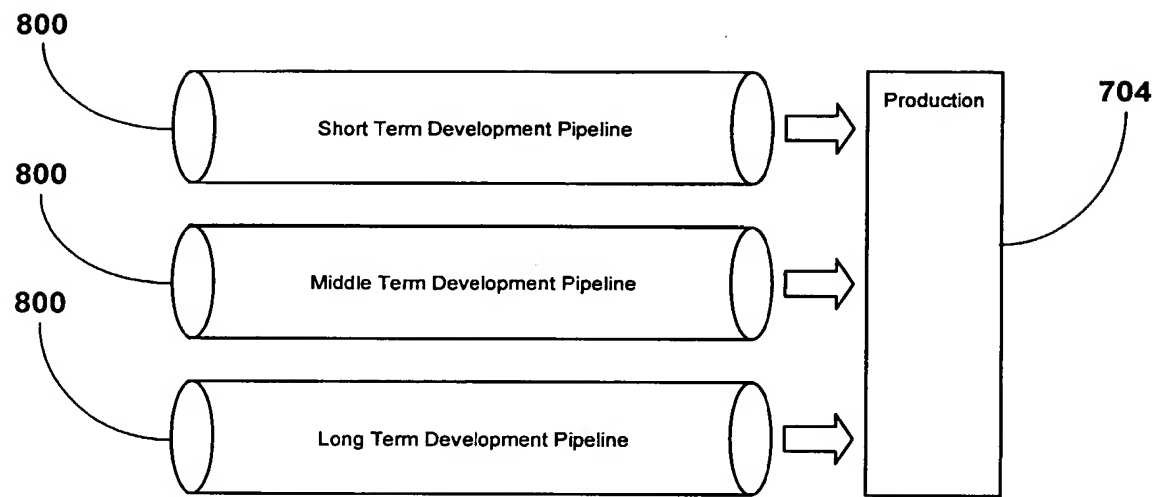 800
Short Term Development Pipeline
Production
704
800
Middle Term Development Pipeline
800
Long Term Development Pipeline